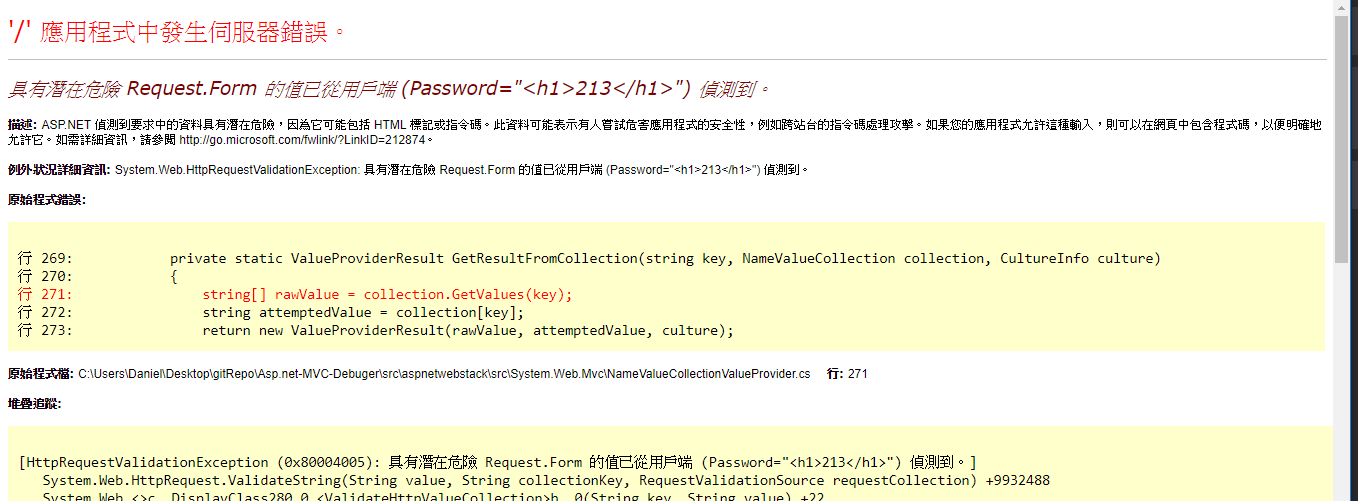 '/' 應用程式中發生伺服器錯誤。
具有潛在危險 Request.Form 的值已從用戶端 (Password="<h1>213</h1>") 偵測到。
描述: ASP.NET 偵測到要求中的資料具有潛在危險，因為它可能包括 HTML 標記或指令碼。此資料可能表示有人嘗試危害應用程式的安全性，例如跨站台的指令碼處理攻擊。如果您的應用程式允許這種輸入，則可以在網頁中包含程式碼，以便明確地
允許它。如需詳細資訊，請參閱 http://go.microsoft.com/fwlink/?LinkID=212874。
例外狀況詳細資訊: System.Web.HttpRequestValidationException: 具有潛在危險 Request.Form 的值已從用戶端 (Password="<h1>213</h1>") 偵測到。
原始程式錯誤:
行 269:            private static ValueProviderResult GetResultFromCollection(string key, NameValueCollection collection, CultureInfo culture)
行 270:            {
行 271:                string[] rawValue = collection.GetValues(key);
行 272:                string attemptedValue = collection[key];
行 273:                return new ValueProviderResult(rawValue, attemptedValue, culture);
原始程式檔: C:\Users\Daniel\Desktop\gitRepo\Asp.net-MVC-Debuger\src\aspnetwebstack\src\System.Web.Mvc\NameValueCollectionValueProvider.cs    行: 271
堆疊追蹤:
[HttpRequestValidationException (0x80004005): 具有潛在危險 Request.Form 的值已從用戶端 (Password="<h1>213</h1>") 偵測到。]
System.Web.HttpRequest.ValidateString(String value, String collectionKey, RequestValidationSource requestCollection) +9932488
System.Web.<>c__DisplayClass280_0.<ValidateHttpValueCollection>b__0(String key, String value) +22